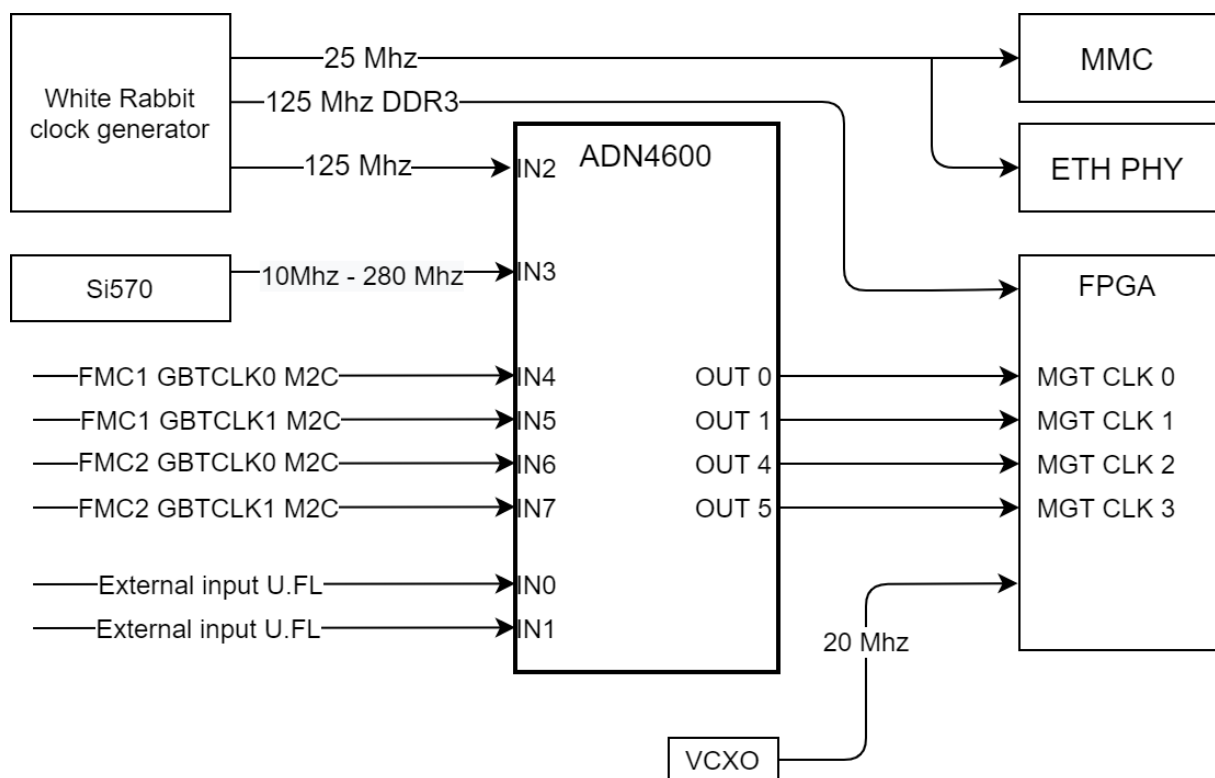 White Rabbit
clock generator
25 Mhz
125 Mhz DDR3
125 Mhz
MMC
ETH PHY
ADN4600
IN2
Si570
10Mhz - 280 Mhz
IN3
FPGA
FMC1 GBTCLK0 M2C
IN4
OUT 0
MGT CLK 0
FMC1 GBTCLK1 M2C
IN5
OUT 1
MGT CLK 1
FMC2 GBTCLK0 M2C
IN6
OUT 4
MGT CLK 2
FMC2 GBTCLK1 M2C
IN7
OUT 5
MGT CLK 3
External input U.FL
IN0
External input U.FL
IN1
20 Mhz
VCXO